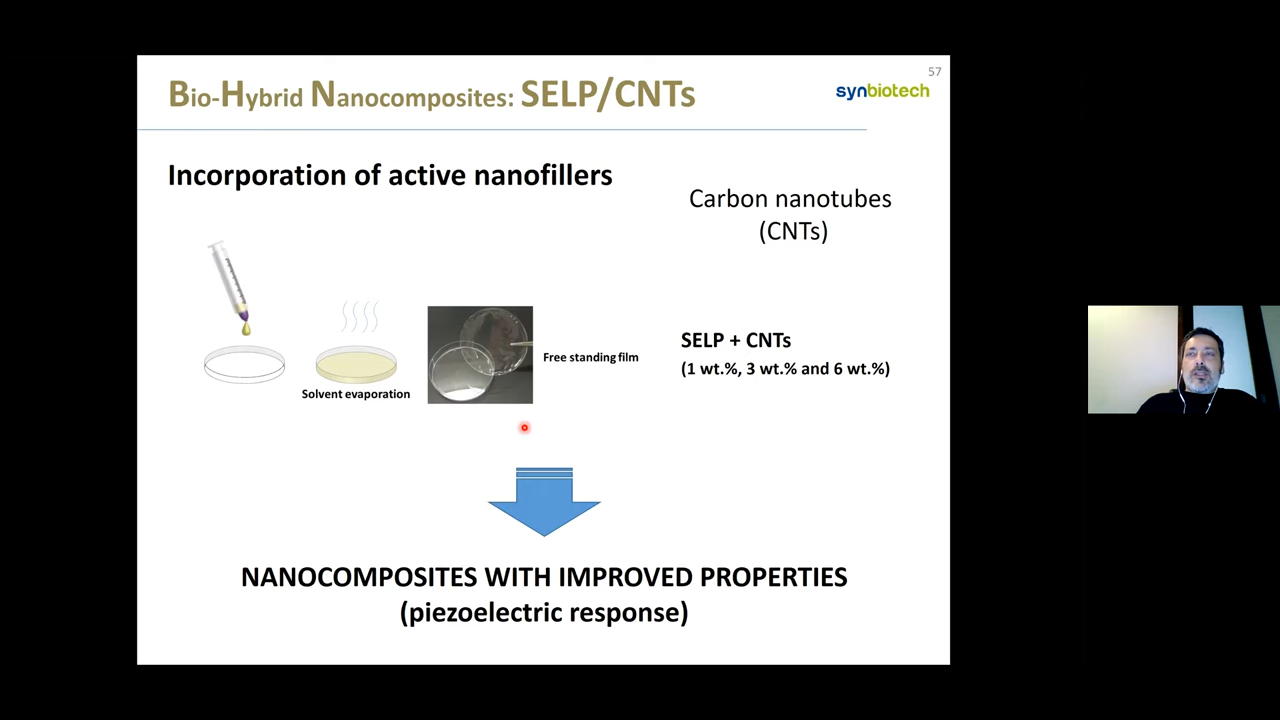 57
Bio-Hybrid Nanocomposites: SELP/CNTs
synbiotech
Incorporation of active nanofillers
Carbon nanotubes
(CNTs)
Free standing film
Solvent evaporation
SELP + CNTs
(1 wt.%, 3 wt.% and 6 wt.%)
NANOCOMPOSITES WITH IMPROVED PROPERTIES
(piezoelectric response)